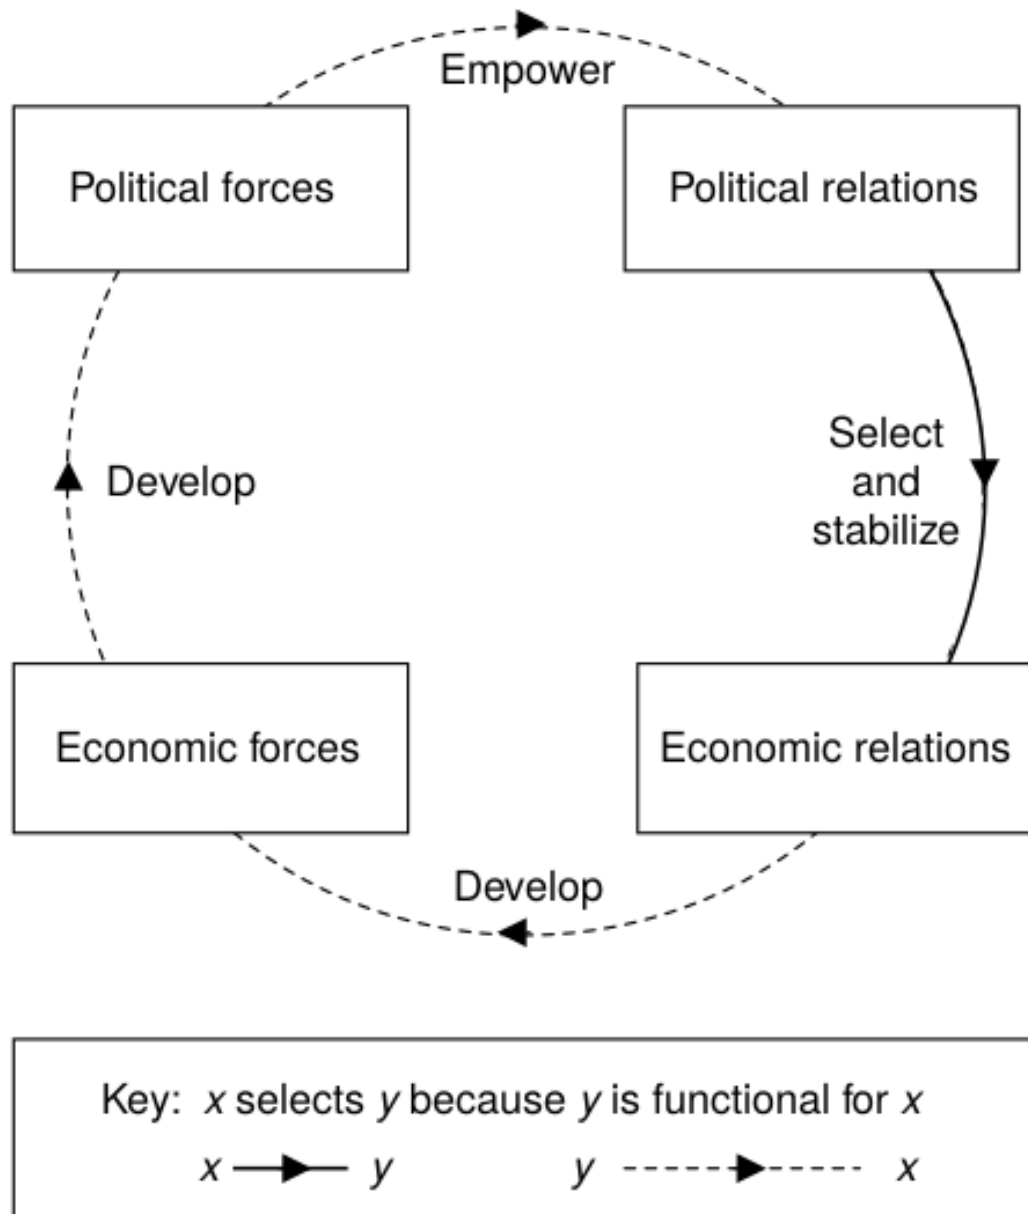 Empower
Political forces
Political relations
Select
and
stabilize
Develop
Economic forces
Economic relations
Develop
Key: x selects y because y is functional for x
x y y x